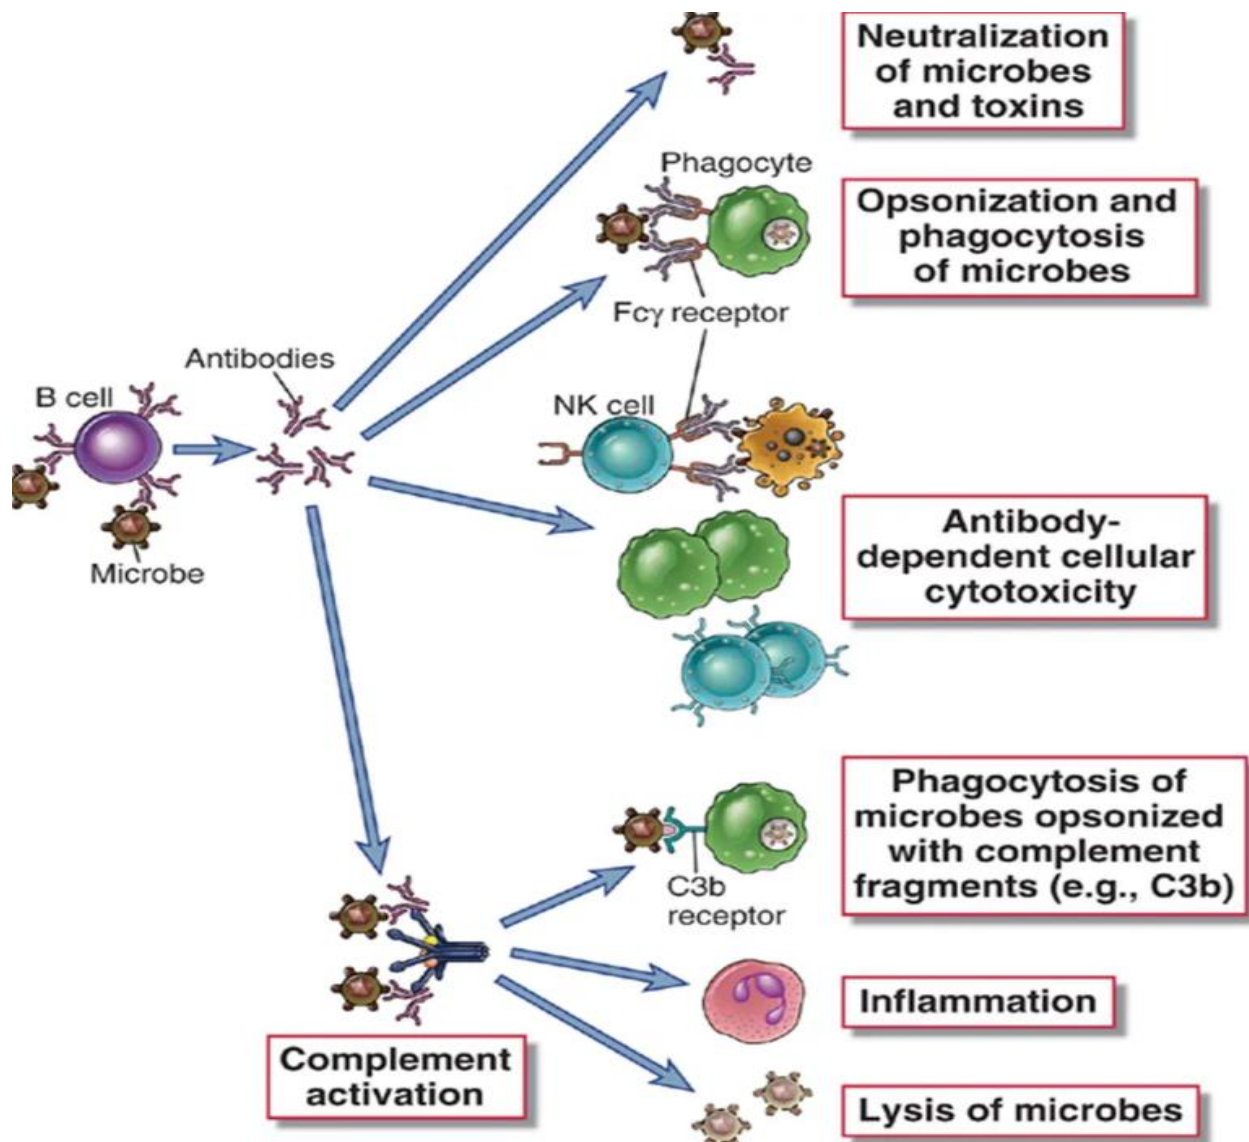 Neutralization
of microbes
and toxins
Phagocyte
Opsonization and
phagocytosis
of microbes
Fcγ receptor
Antibodies
B cell
NK cell
Microbe
Antibody-
dependent cellular
cytotoxicity
Phagocytosis of
microbes opsonized
with complement
fragments (e.g., C3b)
C3b
receptor
Inflammation
Complement
activation
Lysis of microbes